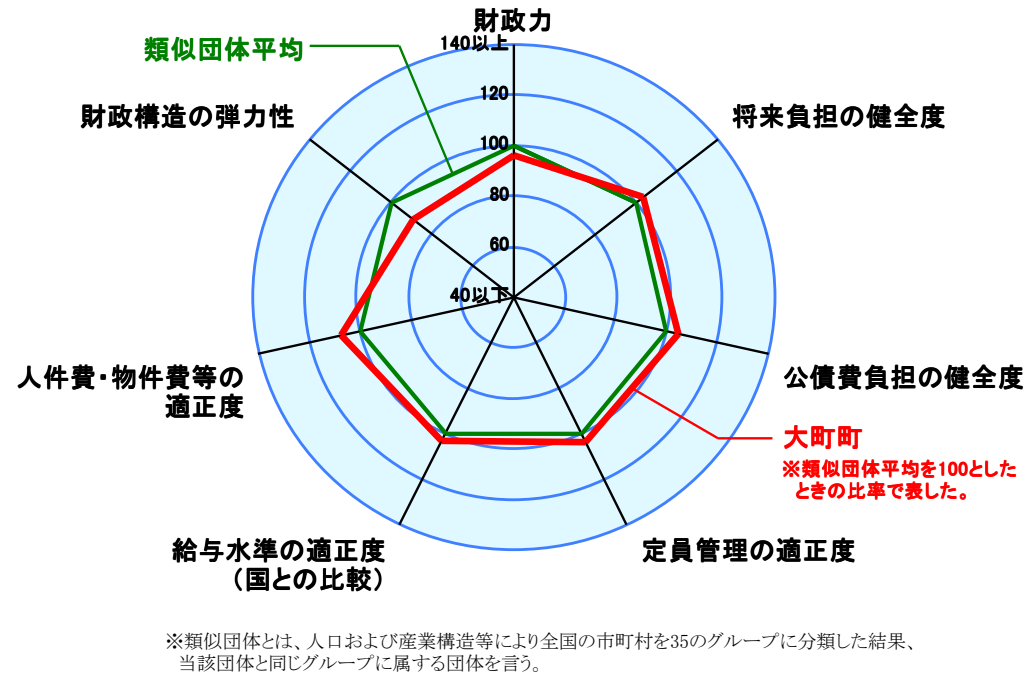 財政力
140以上
類似団体平均
120
財政構造の弾力性
将来負担の健全度
100
80
60
40以下
人件費・物件費等の
適正度
公債費負担の健全度
大町町
※類似団体平均を100とした
ときの比率で表した。
給与水準の適正度
（国との比較）
定員管理の適正度
※類似団体とは、人口および産業構造等により全国の市町村を35のグループに分類した結果、
当該団体と同じグループに属する団体を言う。